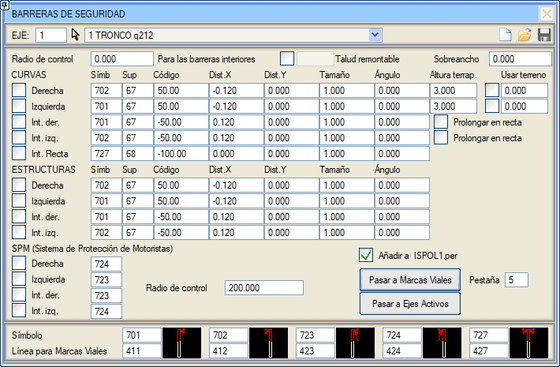 BARRERAS DE SEGURIDAD
EJE: 1 1 TRONCO q212
Radio de control 0.000 Para las barreras interiores Talud remontable Sobreancho 0.000
CURVAS Símb Sup Código Dist.X Dist.Y Tamaño Ángulo Altura terrap. Usar terreno
Derecha 702 67 50.00 -0.120 0.000 1.000 0.000 3.000 0.000
Izquierda 701 67 50.00 -0.120 0.000 1.000 0.000 3.000 0.000
Int. der. 701 67 -50.00 0.120 0.000 1.000 0.000 Prolongar en recta
Int. izq. 702 67 -50.00 0.120 0.000 1.000 0.000 Prolongar en recta
Int. Recta 727 68 -100.00 0.000 0.000 1.000 0.000
ESTRUCTURAS Símb Sup Código Dist.X Dist.Y Tamaño Ángulo
Derecha 702 67 50.00 -0.120 0.000 1.000 0.000
Izquierda 701 67 50.00 -0.120 0.000 1.000 0.000
Int. der. 701 67 -50.00 0.120 0.000 1.000 0.000
Int. izq. 702 67 -50.00 0.120 0.000 1.000 0.000
SPM (Sistema de Protección de Motoristas)
Derecha 724
Izquierda 723
Int. der. 723
Int. izq. 724
Radio de control 200.000
Añadir a ISPOL1.per
Pasar a Marcas Viales Pestaña 5
Pasar a Ejes Activos
Símbolo 701 702 723 724 727
Línea para Marcas Viales 411 412 423 424 427